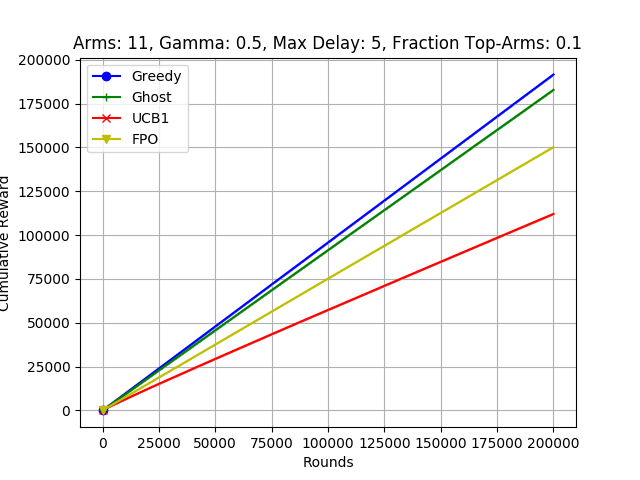 Arms: 11, Gamma: 0.5, Max Delay: 5, Fraction Top-Arms: 0.1
Greedy
Ghost
UCB1
FPO
200000
175000
150000
125000
100000
75000
50000
25000
0
Cumulative Reward
0 25000 50000 75000 100000 125000 150000 175000 200000
Rounds